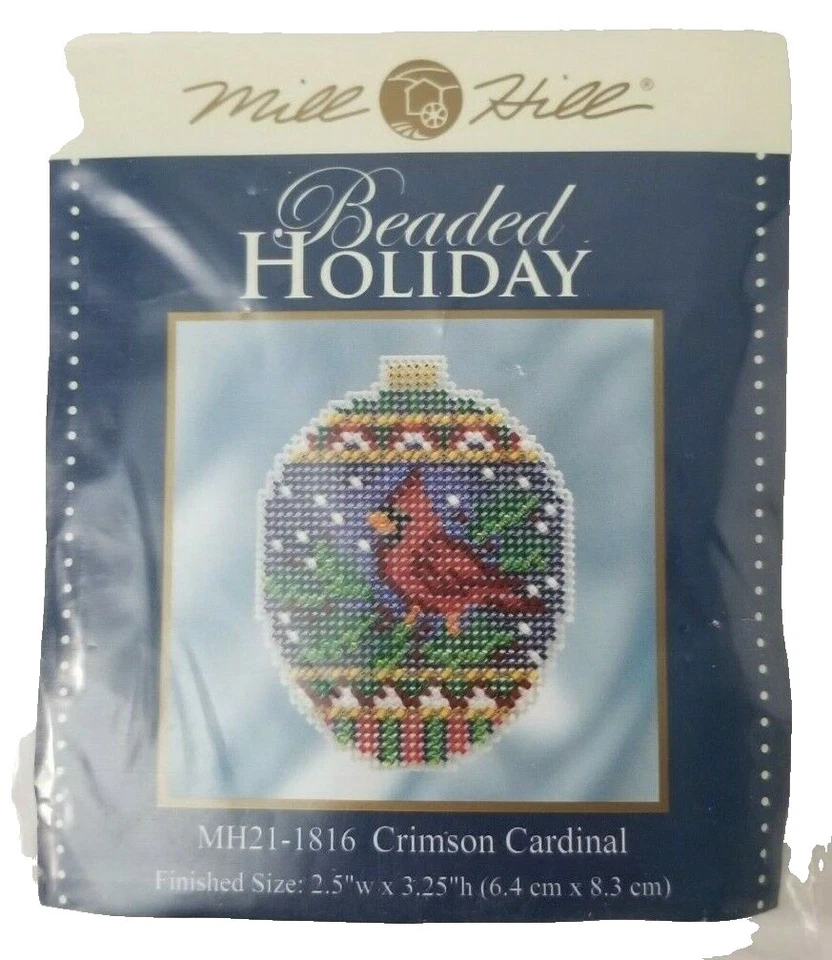 Mill Hill®
Beaded
HOLIDAY
MH21-1816 Crimson Cardinal
Finished Size: 2.5"w x 3.25"h (6.4 cm x 8.3 cm)